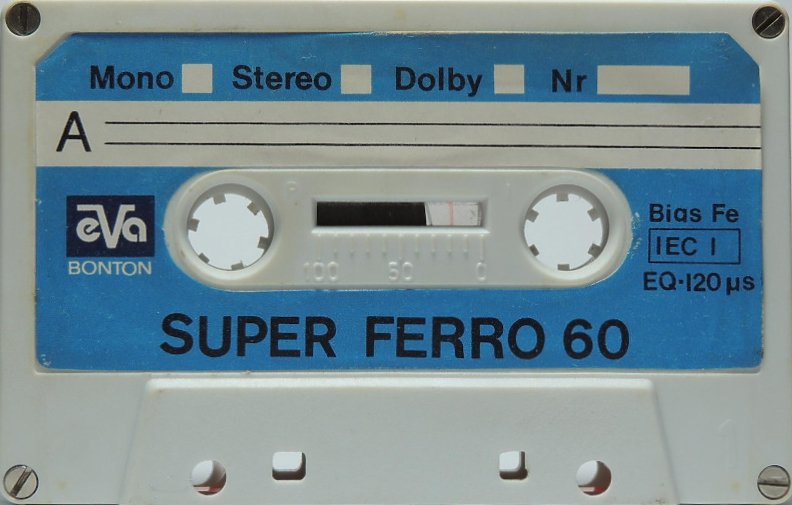 Mono Stereo Dolby Nr
A
eVa
BONTON
100 50 0
Bias Fe
IEC I
EQ·120 µs
SUPER FERRO 60